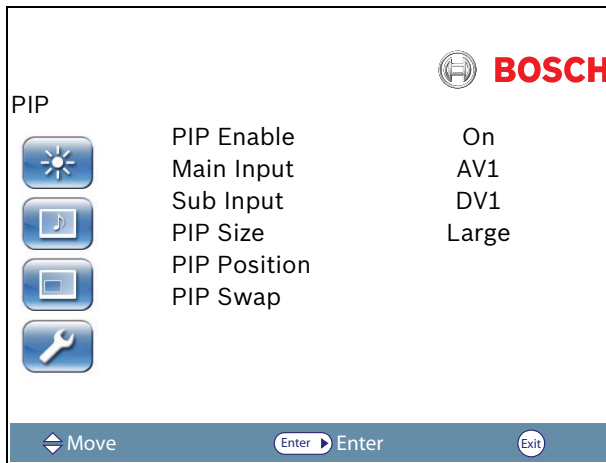 BOSCH
PIP
PIP Enable On
Main Input AV1
Sub Input DV1
PIP Size Large
PIP Position
PIP Swap
Move Enter Enter Exit